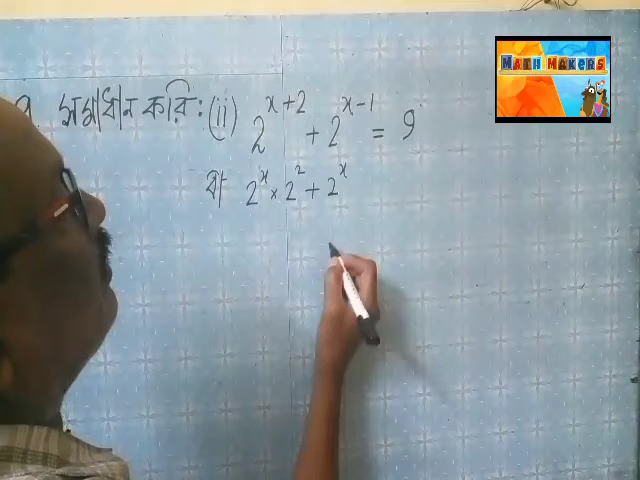 MATH MAKERS
সমাধান করি: (ii) 2^{x+2} + 2^{x-1} = 9
বা 2^x × 2^2 + 2^x